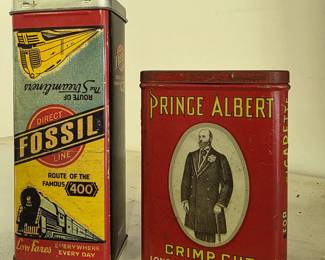 The Streamliners
ROUTE OF
DIRECT
FOSSIL
LINE
ROUTE OF THE
FAMOUS "400"
Low Fares EVERYWHERE
EVERY DAY
PRINCE ALBERT
CRIMP CUT